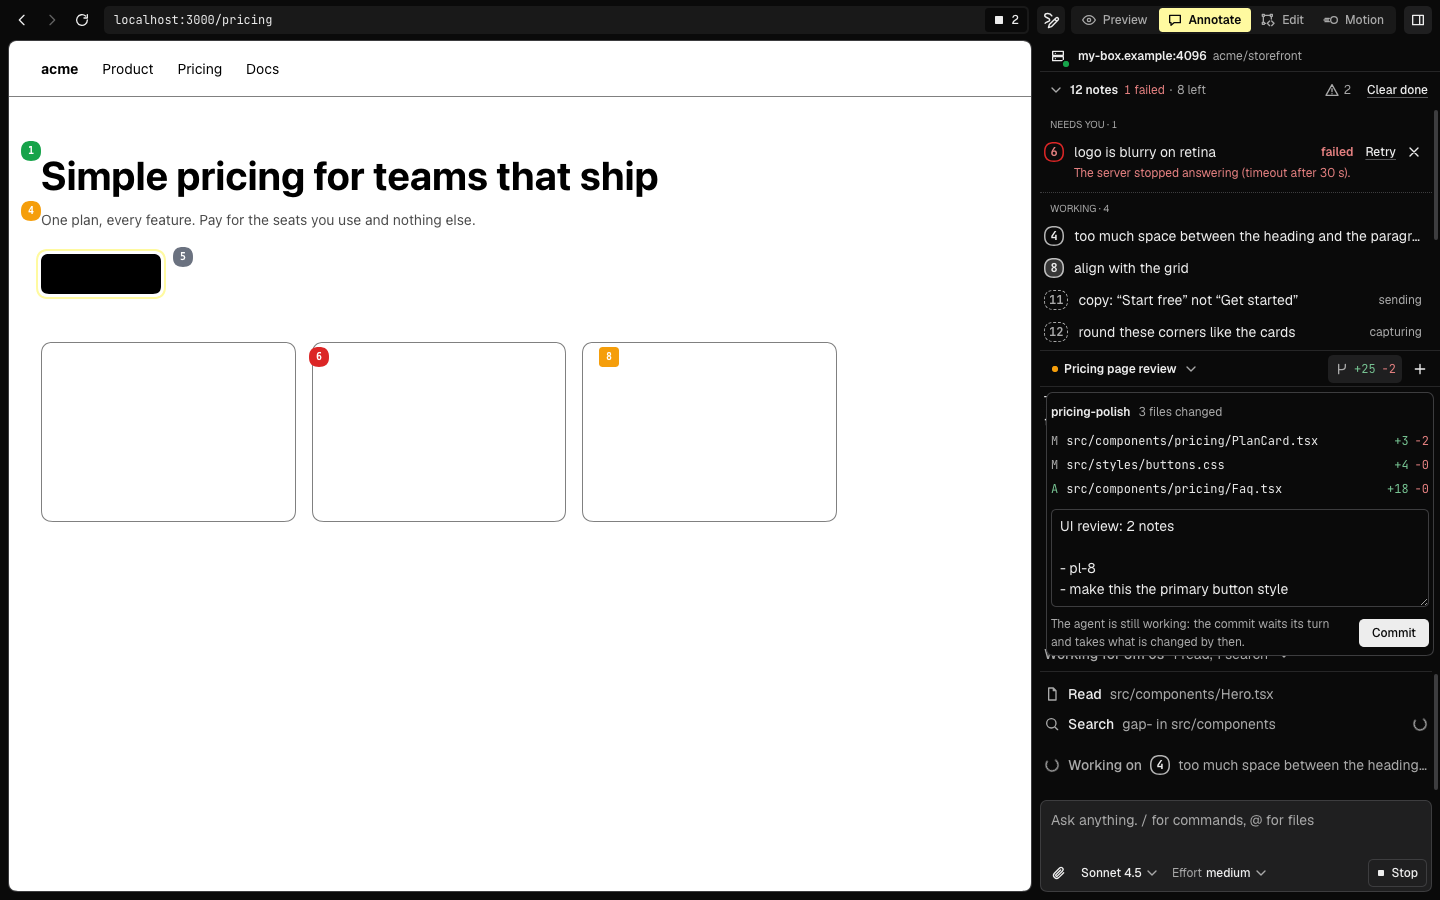 localhost:3000/pricing
2
Preview
Annotate
Edit
Motion
acme
Product
Pricing
Docs
1
Simple pricing for teams that ship
4
One plan, every feature. Pay for the seats you use and nothing else.
5
6
8
my-box.example:4096 acme/storefront
12 notes 1 failed · 8 left
2
Clear done
NEEDS YOU · 1
6 logo is blurry on retina failed Retry
The server stopped answering (timeout after 30 s).
WORKING · 4
4 too much space between the heading and the paragr…
8 align with the grid
11 copy: “Start free” not “Get started” sending
12 round these corners like the cards capturing
Pricing page review
+25 -2
pricing-polish 3 files changed
M src/components/pricing/PlanCard.tsx +3 -2
M src/styles/buttons.css +4 -0
A src/components/pricing/Faq.tsx +18 -0
UI review: 2 notes
- pl-8
- make this the primary button style
The agent is still working: the commit waits its turn
and takes what is changed by then.
Commit
Read src/components/Hero.tsx
Search gap- in src/components
Working on 4 too much space between the heading…
Ask anything. / for commands, @ for files
Sonnet 4.5
Effort medium
Stop